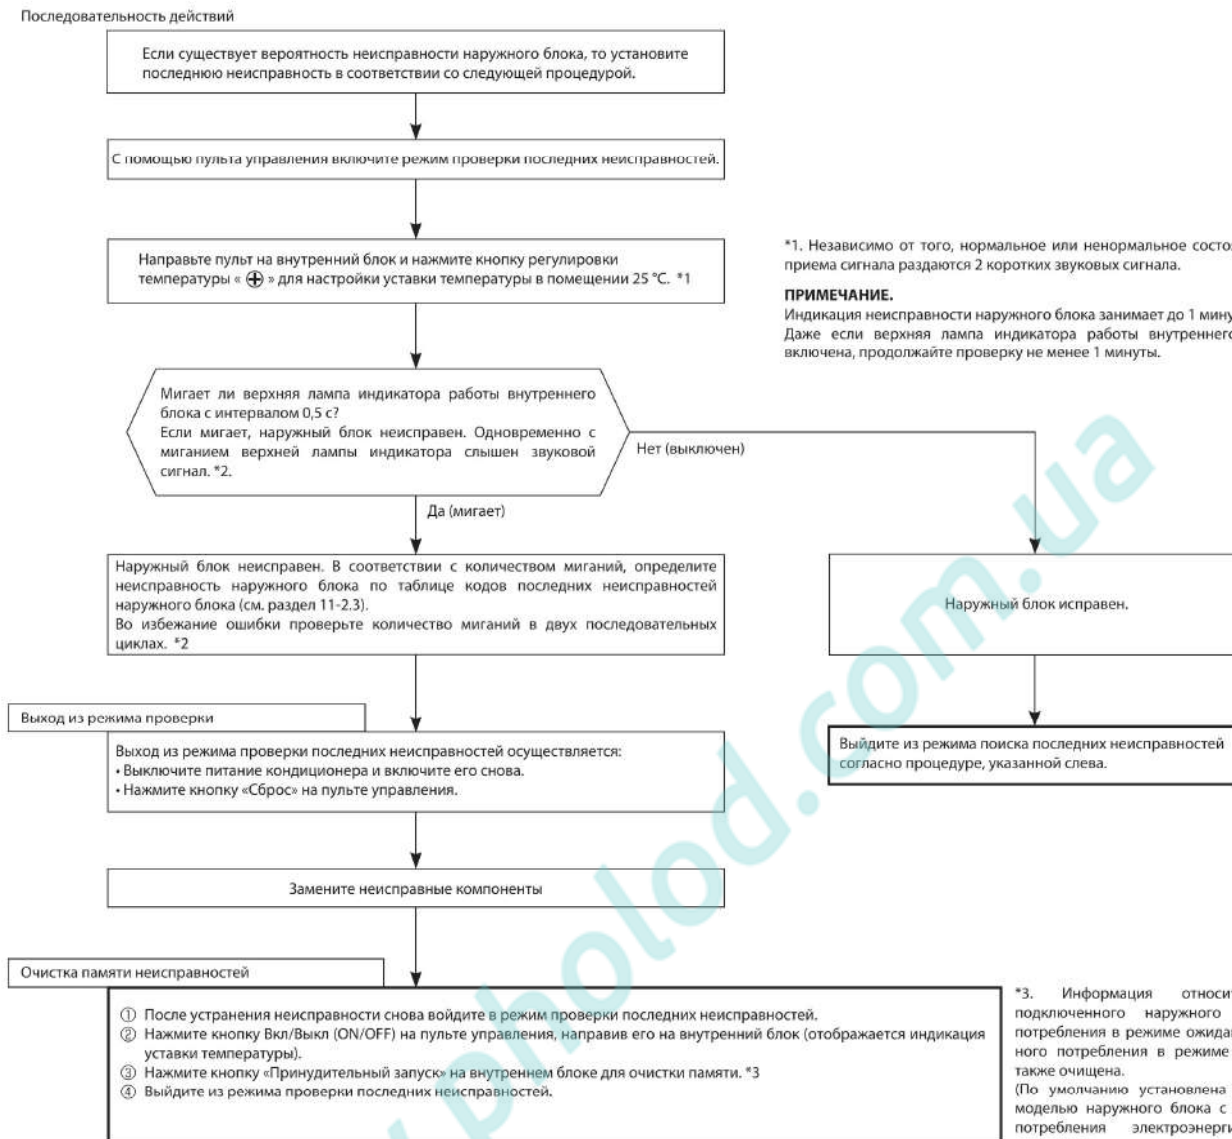 Последовательность действий
Если существует вероятность неисправности наружного блока, то установите
последнюю неисправность в соответствии со следующей процедурой.
С помощью пульта управления включите режим проверки последних неисправностей.
Направьте пульт на внутренний блок и нажмите кнопку регулировки
температуры « ⊕ » для настройки уставки температуры в помещении 25 °C. *1
*1. Независимо от того, нормальное или ненормальное
приема сигнала раздаются 2 коротких звуковых сигнала.
ПРИМЕЧАНИЕ.
Индикация неисправности наружного блока занимает до 1
Даже если верхняя лампа индикатора работы
включена, продолжайте проверку не менее 1 минуты.
Мигает ли верхняя лампа индикатора работы внутреннего
блока с интервалом 0,5 с?
Если мигает, наружный блок неисправен. Одновременно с
миганием верхней лампы индикатора слышен звуковой
сигнал. *2.
Нет (выключен)
Да (мигает)
Наружный блок неисправен. В соответствии с количеством миганий, определите
неисправность наружного блока по таблице кодов последних неисправностей
наружного блока (см. раздел 11-2.3).
Во избежание ошибки проверьте количество миганий в двух последовательных
циклах. *2
Наружный блок исправен.
Выход из режима проверки
Выход из режима проверки последних неисправностей осуществляется:
• Выключите питание кондиционера и включите его снова.
• Нажмите кнопку «Сброс» на пульте управления.
Выйдите из режима поиска последних неисправностей
согласно процедуре, указанной слева.
Замените неисправные компоненты
Очистка памяти неисправностей
① После устранения неисправности снова войдите в режим проверки последних неисправностей.
② Нажмите кнопку Вкл/Выкл (ON/OFF) на пульте управления, направив его на внутренний блок (отображается индикация
уставки температуры).
③ Нажмите кнопку «Принудительный запуск» на внутреннем блоке для очистки памяти. *3
④ Выйдите из режима проверки последних неисправностей.
*3. Информация
подключенного наружного
потребления в режиме
ного потребления в режиме
также очищена.
(По умолчанию установлена
моделью наружного блока с
потребления
pholod.com.ua